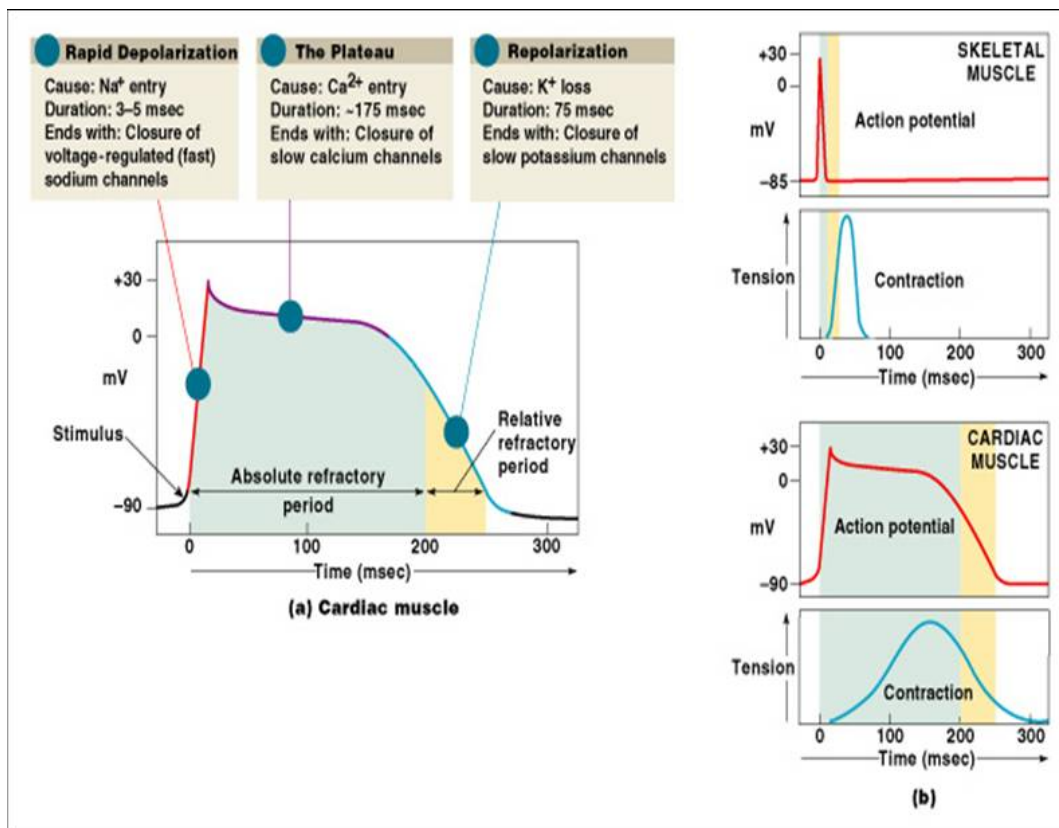 Rapid Depolarization
Cause: Na+ entry
Duration: 3–5 msec
Ends with: Closure of
voltage-regulated (fast)
sodium channels
The Plateau
Cause: Ca2+ entry
Duration: ~175 msec
Ends with: Closure of
slow calcium channels
Repolarization
Cause: K+ loss
Duration: 75 msec
Ends with: Closure of
slow potassium channels
+30
0
mV
Stimulus
–90
Absolute refractory
period
Relative
refractory
period
0 100 200 300
Time (msec)
(a) Cardiac muscle
SKELETAL
MUSCLE
+30
0
mV
–85
Action potential
Tension
Contraction
0 100 200 300
Time (msec)
CARDIAC
MUSCLE
+30
0
mV
–90
Action potential
Tension
Contraction
0 100 200 300
Time (msec)
(b)